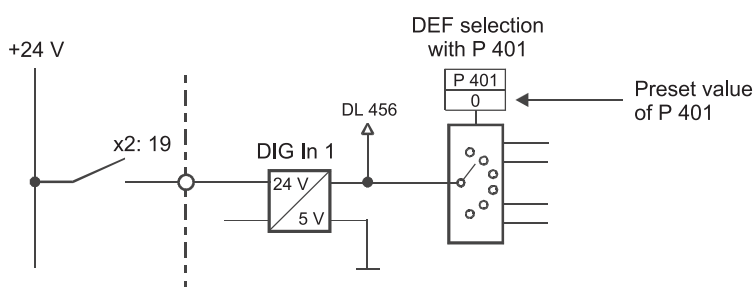 DEF selection
with P 401
+24 V
P 401
0
Preset value
of P 401
DL 456
x2: 19
DIG In 1
24 V
5 V